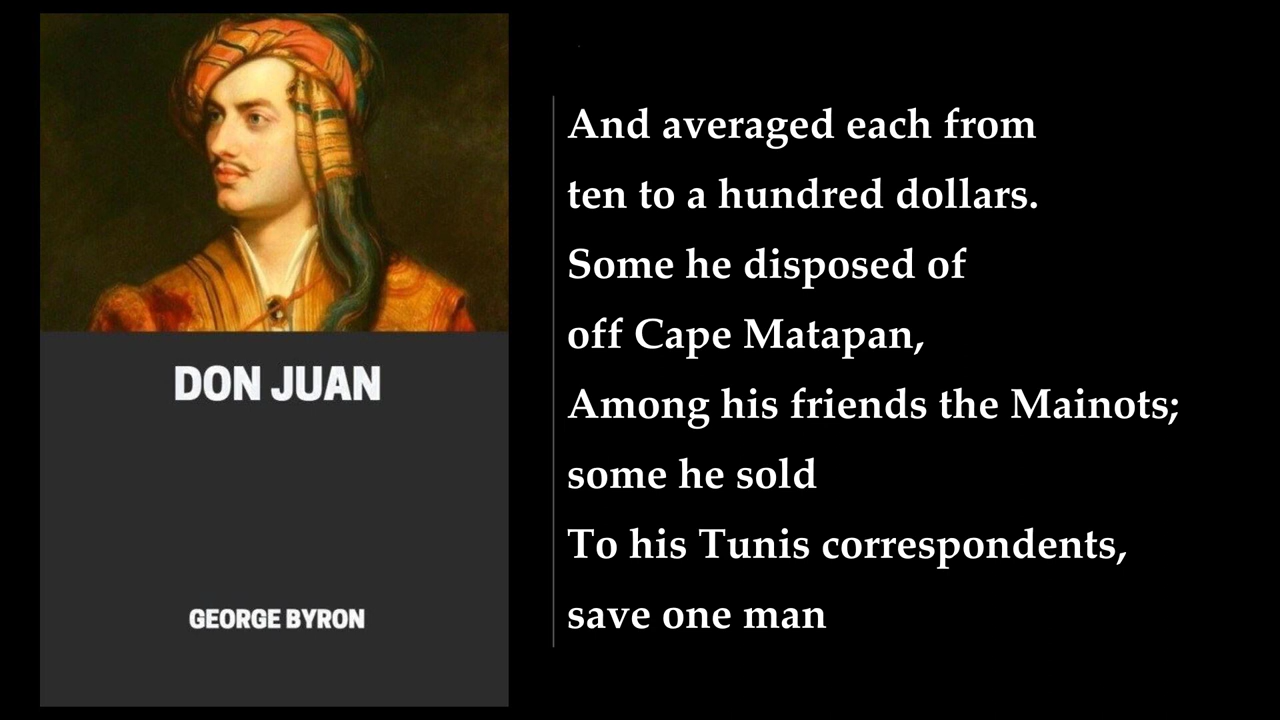 DON JUAN
GEORGE BYRON
And averaged each from
ten to a hundred dollars.
Some he disposed of
off Cape Matapan,
Among his friends the Mainots;
some he sold
To his Tunis correspondents,
save one man